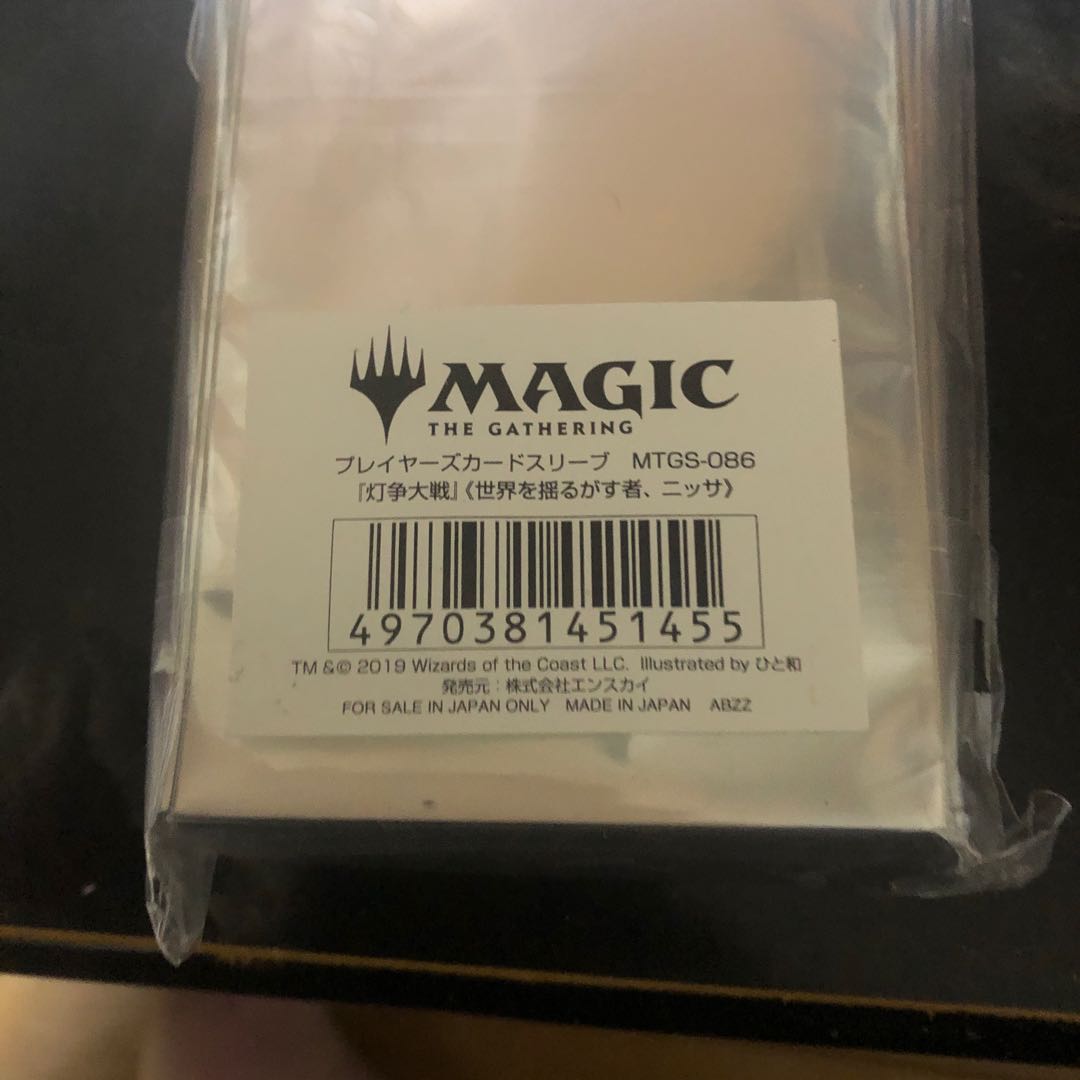 MAGIC
THE GATHERING
プレイヤーズカードスリーブ MTGS-086
『灯争大戦』《世界を揺るがす者、ニッサ》
4970381451455
TM &© 2019 Wizards of the Coast LLC. Illustrated by ひと和
発売元：株式会社エンスカイ
FOR SALE IN JAPAN ONLY MADE IN JAPAN ABZZ